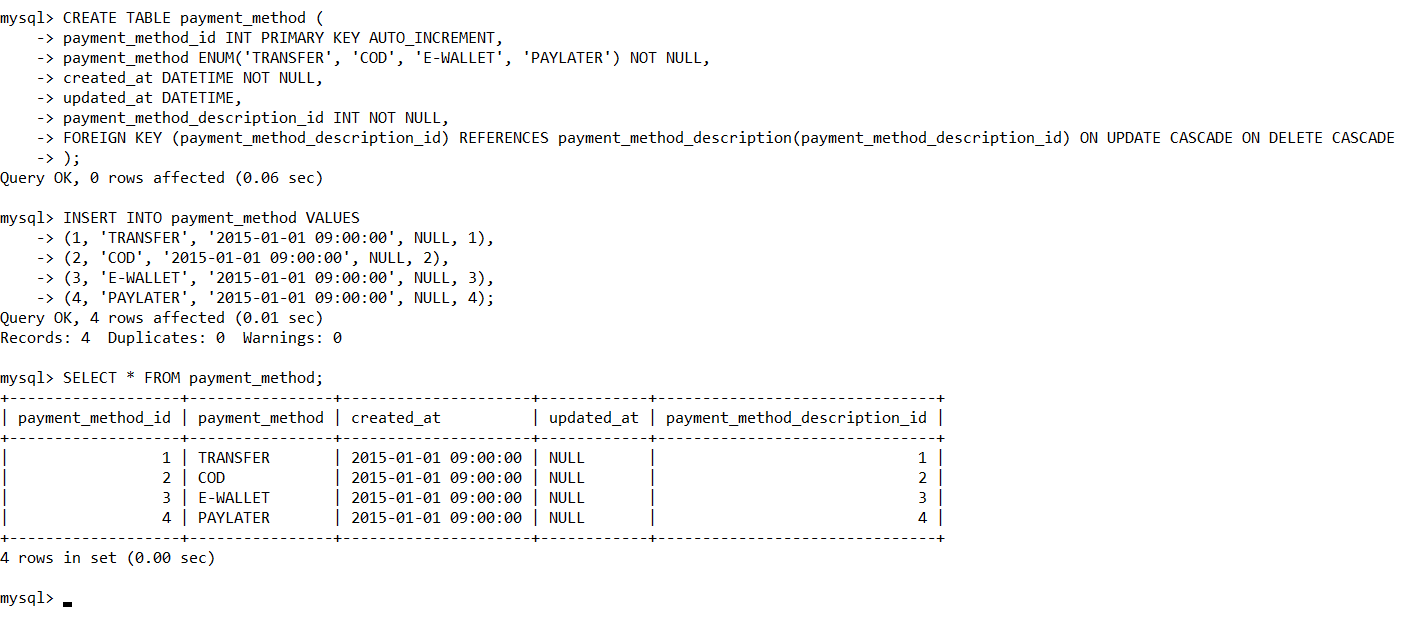 mysql> CREATE TABLE payment_method (
    -> payment_method_id INT PRIMARY KEY AUTO_INCREMENT,
    -> payment_method ENUM('TRANSFER', 'COD', 'E-WALLET', 'PAYLATER') NOT NULL,
    -> created_at DATETIME NOT NULL,
    -> updated_at DATETIME,
    -> payment_method_description_id INT NOT NULL,
    -> FOREIGN KEY (payment_method_description_id) REFERENCES payment_method_description(payment_method_description_id) ON UPDATE CASCADE ON DELETE CASCADE
    -> );
Query OK, 0 rows affected (0.06 sec)

mysql> INSERT INTO payment_method VALUES
    -> (1, 'TRANSFER', '2015-01-01 09:00:00', NULL, 1),
    -> (2, 'COD', '2015-01-01 09:00:00', NULL, 2),
    -> (3, 'E-WALLET', '2015-01-01 09:00:00', NULL, 3),
    -> (4, 'PAYLATER', '2015-01-01 09:00:00', NULL, 4);
Query OK, 4 rows affected (0.01 sec)
Records: 4  Duplicates: 0  Warnings: 0

mysql> SELECT * FROM payment_method;
+-------------------+----------------+---------------------+------------+-------------------------------+
| payment_method_id | payment_method | created_at          | updated_at | payment_method_description_id |
+-------------------+----------------+---------------------+------------+-------------------------------+
|                 1 | TRANSFER       | 2015-01-01 09:00:00 | NULL       |                             1 |
|                 2 | COD            | 2015-01-01 09:00:00 | NULL       |                             2 |
|                 3 | E-WALLET       | 2015-01-01 09:00:00 | NULL       |                             3 |
|                 4 | PAYLATER       | 2015-01-01 09:00:00 | NULL       |                             4 |
+-------------------+----------------+---------------------+------------+-------------------------------+
4 rows in set (0.00 sec)

mysql>